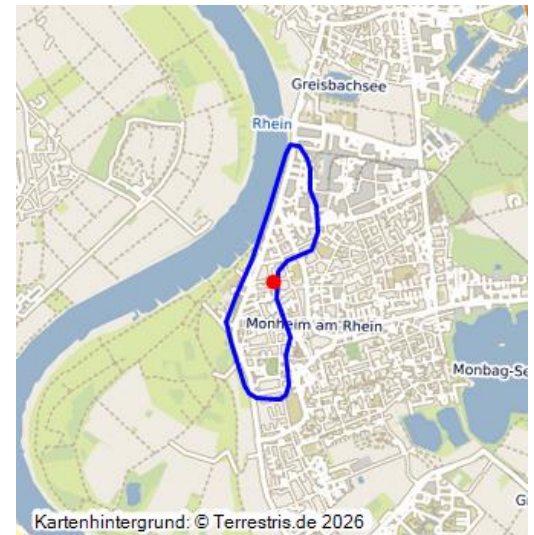 Greisbachsee
Rhein
Monheim am Rhein
Monbag-Se
G
Kartenhintergrund: © Terrestris.de 2026